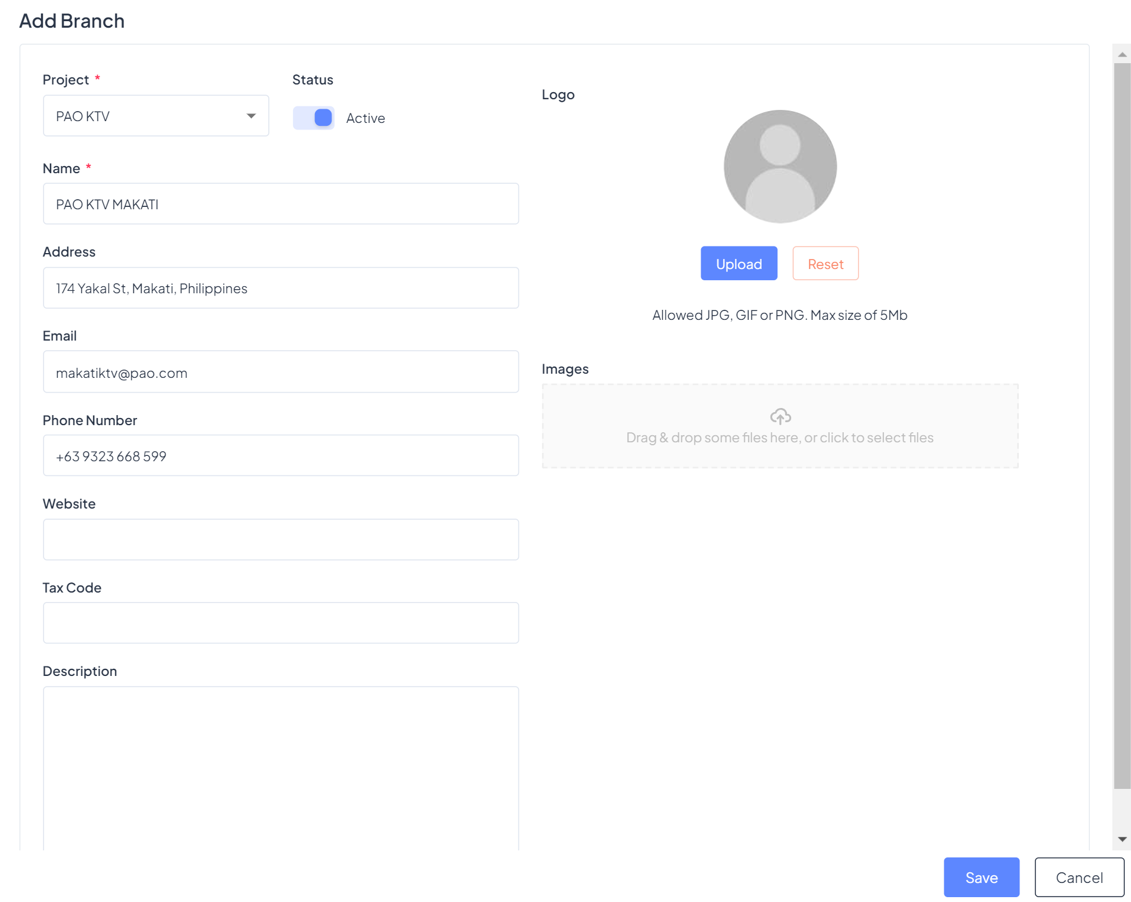 Add Branch
Project *
Status
PAO KTV
Active
Name *
PAO KTV MAKATI
Address
174 Yakal St, Makati, Philippines
Email
makatiktv@pao.com
Phone Number
+63 9323 668 599
Website
Tax Code
Description
Logo
Upload
Reset
Allowed JPG, GIF or PNG. Max size of 5Mb
Images
Drag & drop some files here, or click to select files
Save
Cancel